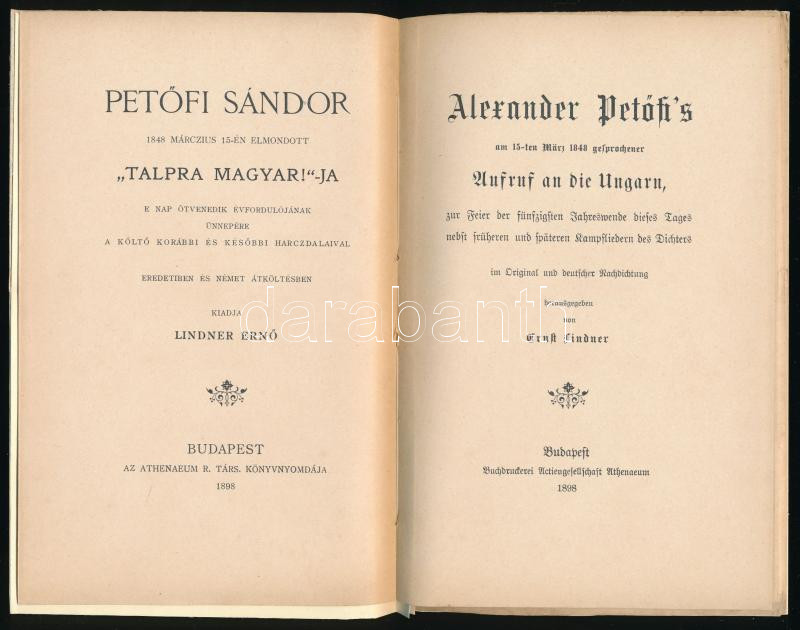 PETŐFI SÁNDOR
1848 MÁRCZIUS 15-ÉN ELMONDOTT
„TALPRA MAGYAR!“-JA
E NAP ÖTVENEDIK ÉVFORDULÓJÁNAK
ÜNNEPÉRE
A KÖLTŐ KORÁBBI ÉS KÉSŐBBI HARCZDALAIVAL
EREDETIBEN ÉS NÉMET ÁTKÖLTÉSBEN
KIADJA
LINDNER ERNŐ
BUDAPEST
AZ ATHENAEUM R. TÁRS. KÖNYVNYOMDÁJA
1898
Alexander Petőfi's
am 15-ten März 1848 gesprochener
Aufruf an die Ungarn,
zur Feier der fünfzigsten Jahreswende dieses Tages
nebst früheren und späteren Kampfliedern des Dichters
im Original und deutscher Nachdichtung
herausgegeben
von
Ernst Lindner
Budapest
Buchdruckerei Actiengesellschaft Athenaeum
1898
darabanth